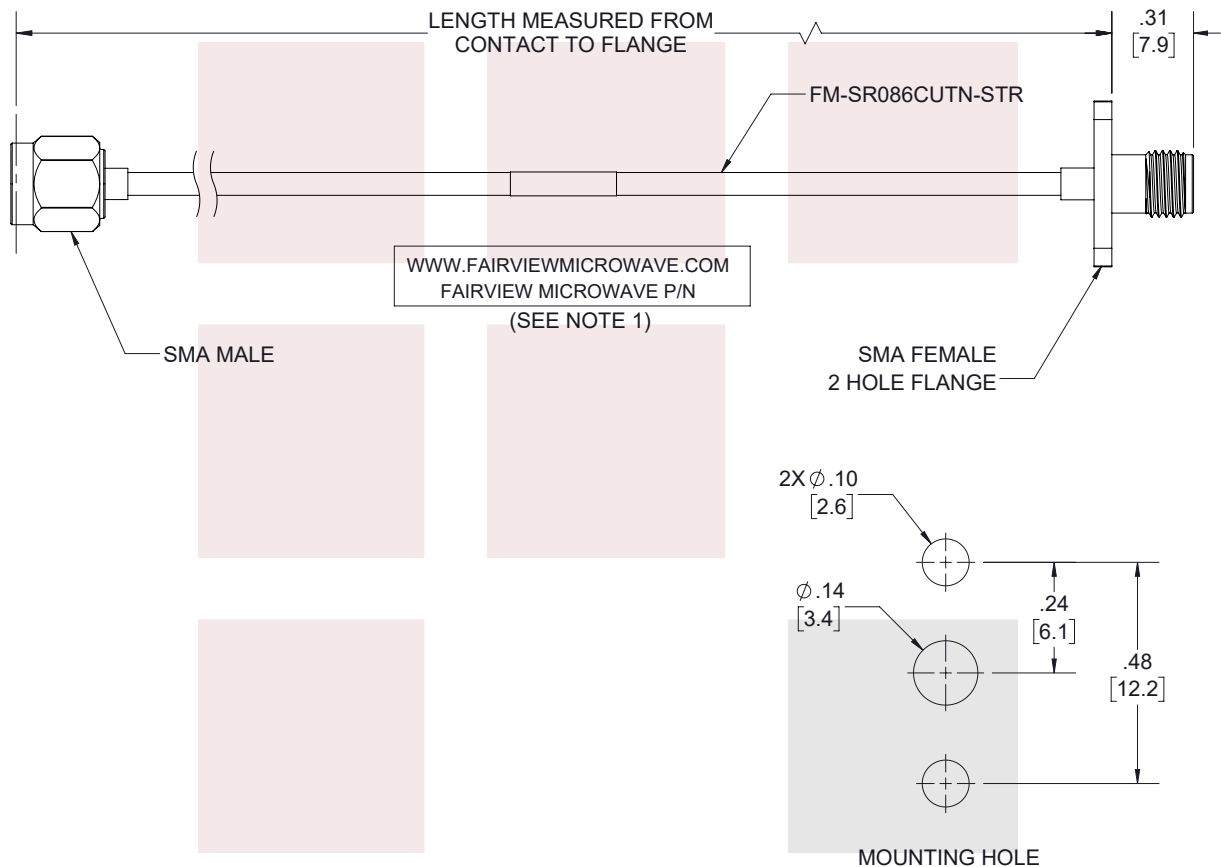 LENGTH MEASURED FROM
CONTACT TO FLANGE
.31
[7.9]
FM-SR086CUTN-STR
WWW.FAIRVIEWMICROWAVE.COM
FAIRVIEW MICROWAVE P/N
(SEE NOTE 1)
SMA MALE
SMA FEMALE
2 HOLE FLANGE
2X ∅ .10
[2.6]
∅ .14
[3.4]
.24
[6.1]
.48
[12.2]
MOUNTING HOLE